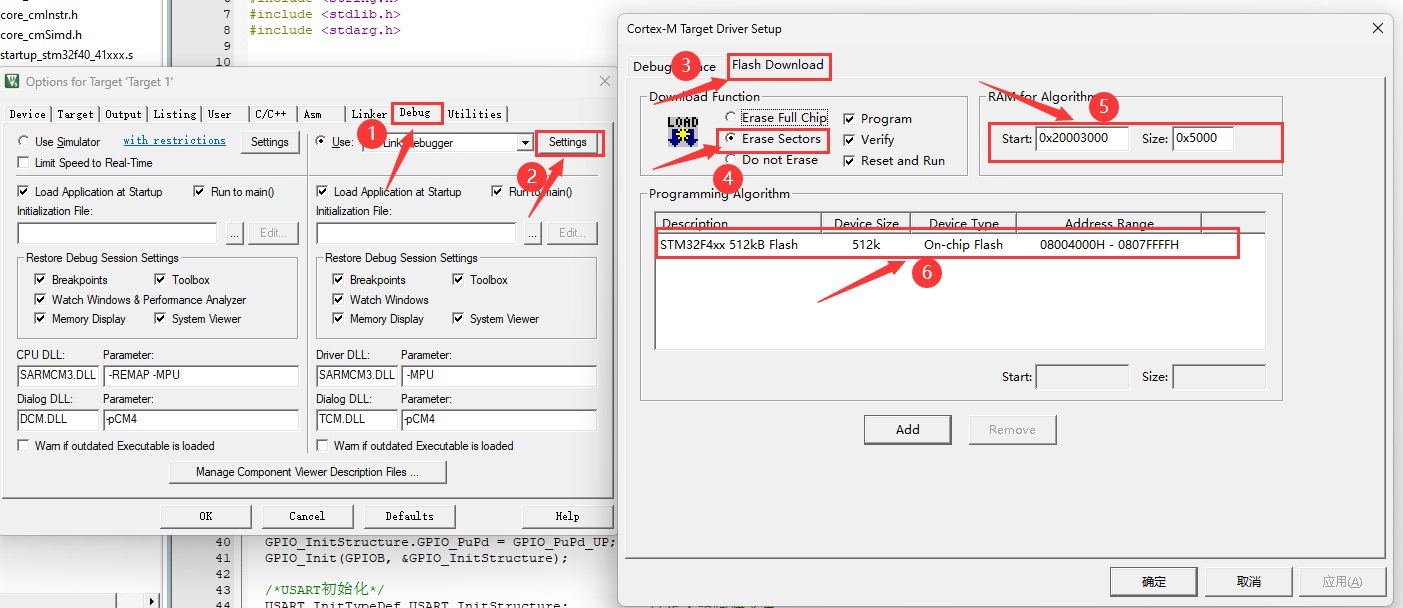 core_cmInstr.h
core_cmSimd.h
startup_stm32f40_41xxx.s
7 #include <stdlib.h>
8 #include <stdarg.h>
9
10
Options for Target 'Target 1'
Device Target Output Listing User C/C++ Asm Linker Debug Utilities
1
Use Simulator with restrictions Settings
Use: Debugger Settings
Limit Speed to Real-Time
2
Load Application at Startup Run to main()
Load Application at Startup Run to main()
Initialization File:
Initialization File:
... Edit...
... Edit...
Restore Debug Session Settings
Breakpoints Toolbox
Watch Windows & Performance Analyzer
Memory Display System Viewer
Restore Debug Session Settings
Breakpoints Toolbox
Watch Windows
Memory Display System Viewer
CPU DLL: Parameter:
SARMCM3.DLL -REMAP -MPU
Dialog DLL: Parameter:
DCM.DLL -pCM4
Warn if outdated Executable is loaded
Driver DLL: Parameter:
SARMCM3.DLL -MPU
Dialog DLL: Parameter:
TCM.DLL -pCM4
Warn if outdated Executable is loaded
Manage Component Viewer Description Files ...
OK Cancel Defaults Help
40 GPIO_InitStructure.GPIO_PuPd = GPIO_PuPd_UP;
41 GPIO_Init(GPIOB, &GPIO_InitStructure);
42
43 /*USART初始化*/
44 USART_InitTypeDef USART_InitStructure;
Cortex-M Target Driver Setup
Debug 3 Flash Download
Download Function
LOAD
Erase Full Chip
Erase Sectors
Do not Erase
4
Program
Verify
Reset and Run
RAM for Algorithm
5
Start: 0x20003000 Size: 0x5000
Programming Algorithm
Description Device Size Device Type Address Range
STM32F4xx 512kB Flash 512k On-chip Flash 08004000H - 0807FFFFH
6
Start: Size:
Add Remove
确定 取消 应用(A)